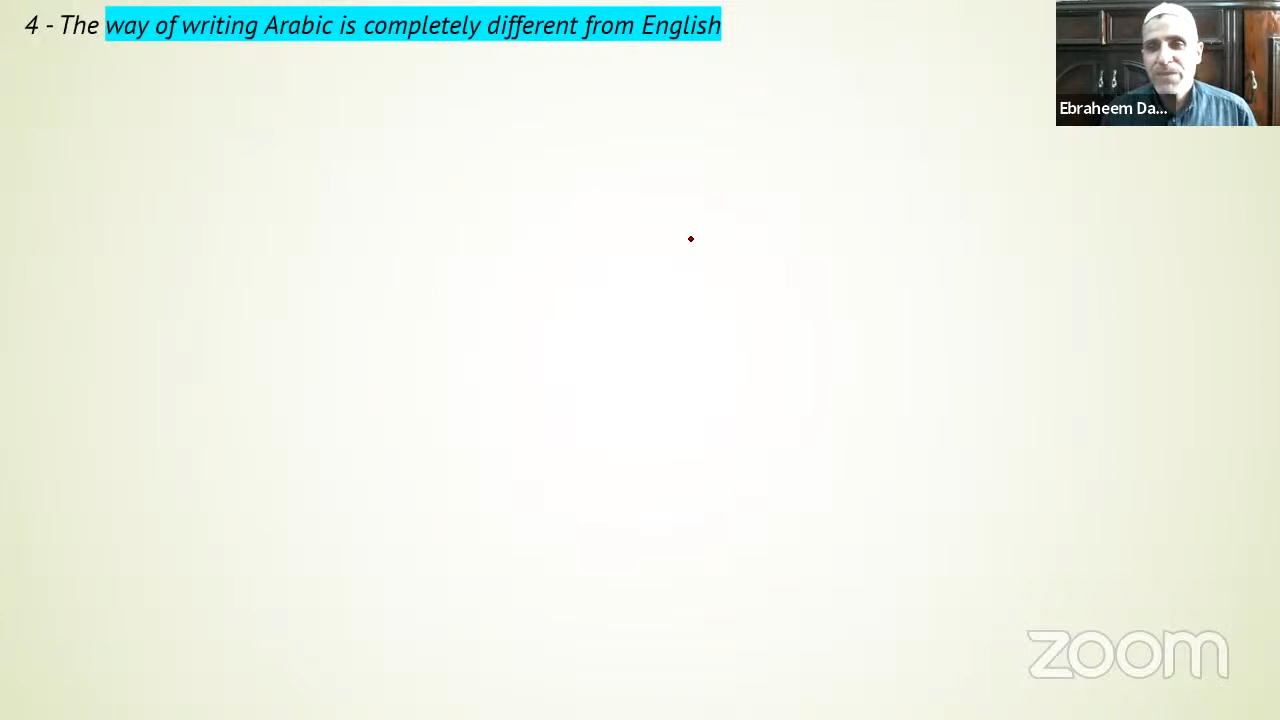 4 - The way of writing Arabic is completely different from English
Ebraheem Da...
zoom